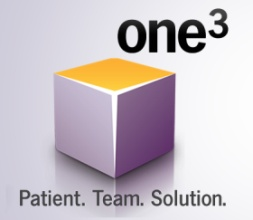 one³
Patient. Team. Solution.